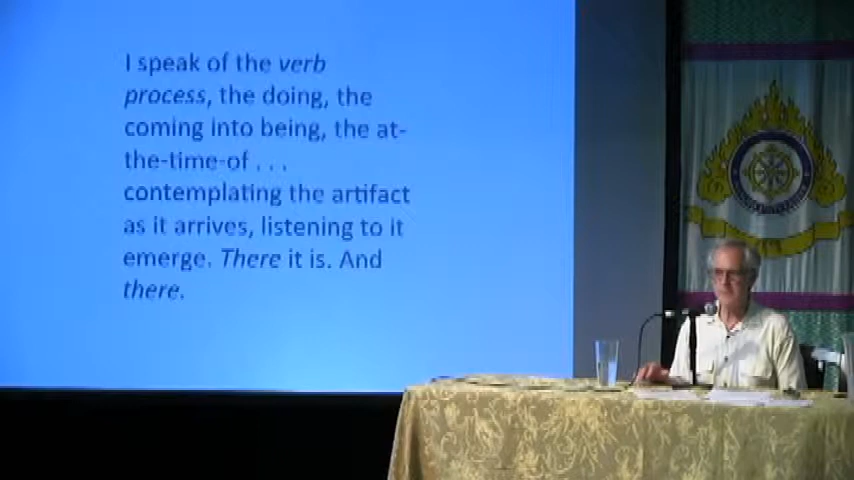 I speak of the verb
process, the doing, the
coming into being, the at-
the-time-of . . .
contemplating the artifact
as it arrives, listening to it
emerge. There it is. And
there.